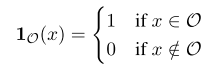 𝟏_𝒪(x) = { 1 if x ∈ 𝒪
0 if x ∉ 𝒪